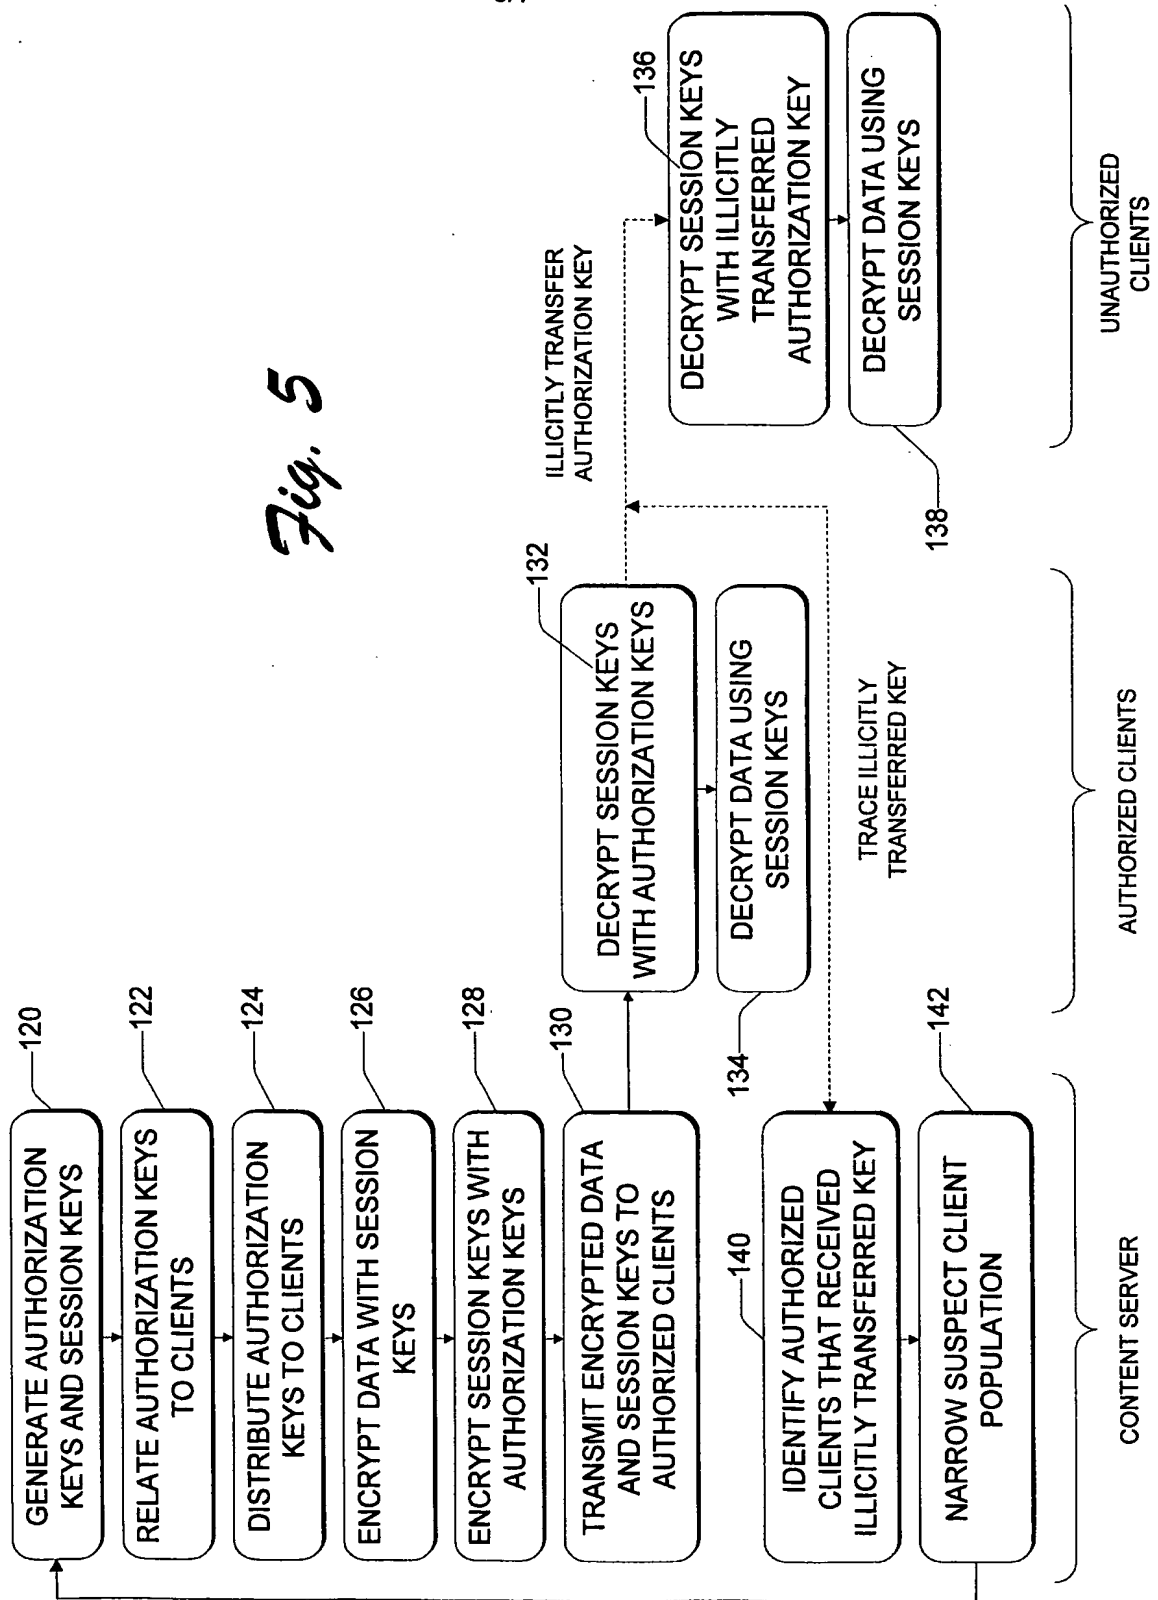 GENERATE AUTHORIZATION
KEYS AND SESSION KEYS
120
RELATE AUTHORIZATION KEYS
TO CLIENTS
122
DISTRIBUTE AUTHORIZATION
KEYS TO CLIENTS
124
ENCRYPT DATA WITH SESSION
KEYS
126
ENCRYPT SESSION KEYS WITH
AUTHORIZATION KEYS
128
TRANSMIT ENCRYPTED DATA
AND SESSION KEYS TO
AUTHORIZED CLIENTS
130
IDENTIFY AUTHORIZED
CLIENTS THAT RECEIVED
ILLICITLY TRANSFERRED KEY
140
NARROW SUSPECT CLIENT
POPULATION
142
CONTENT SERVER
DECRYPT SESSION KEYS
WITH AUTHORIZATION KEYS
132
DECRYPT DATA USING
SESSION KEYS
134
TRACE ILLICITLY
TRANSFERRED KEY
AUTHORIZED CLIENTS
Fig. 5
ILLICITLY TRANSFER
AUTHORIZATION KEY
DECRYPT SESSION KEYS
WITH ILLICITLY
TRANSFERRED
AUTHORIZATION KEY
136
DECRYPT DATA USING
SESSION KEYS
138
UNAUTHORIZED
CLIENTS